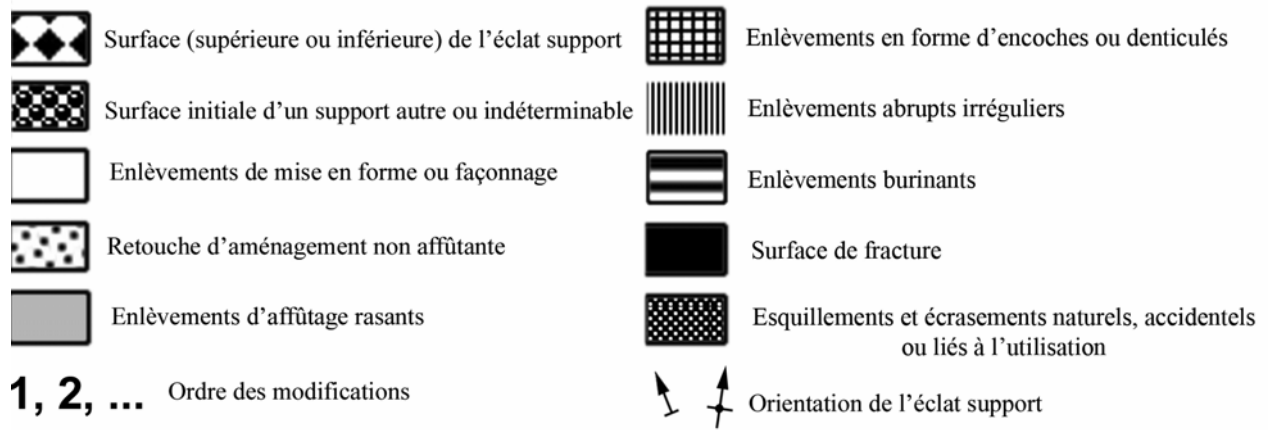 Surface (supérieure ou inférieure) de l’éclat support
Surface initiale d’un support autre ou indéterminable
Enlèvements de mise en forme ou façonnage
Retouche d’aménagement non affûtante
Enlèvements d’affûtage rasants
1, 2, ... Ordre des modifications
Enlèvements en forme d’encoches ou denticulés
Enlèvements abrupts irréguliers
Enlèvements burinants
Surface de fracture
Esquillements et écrasements naturels, accidentels
ou liés à l’utilisation
Orientation de l’éclat support